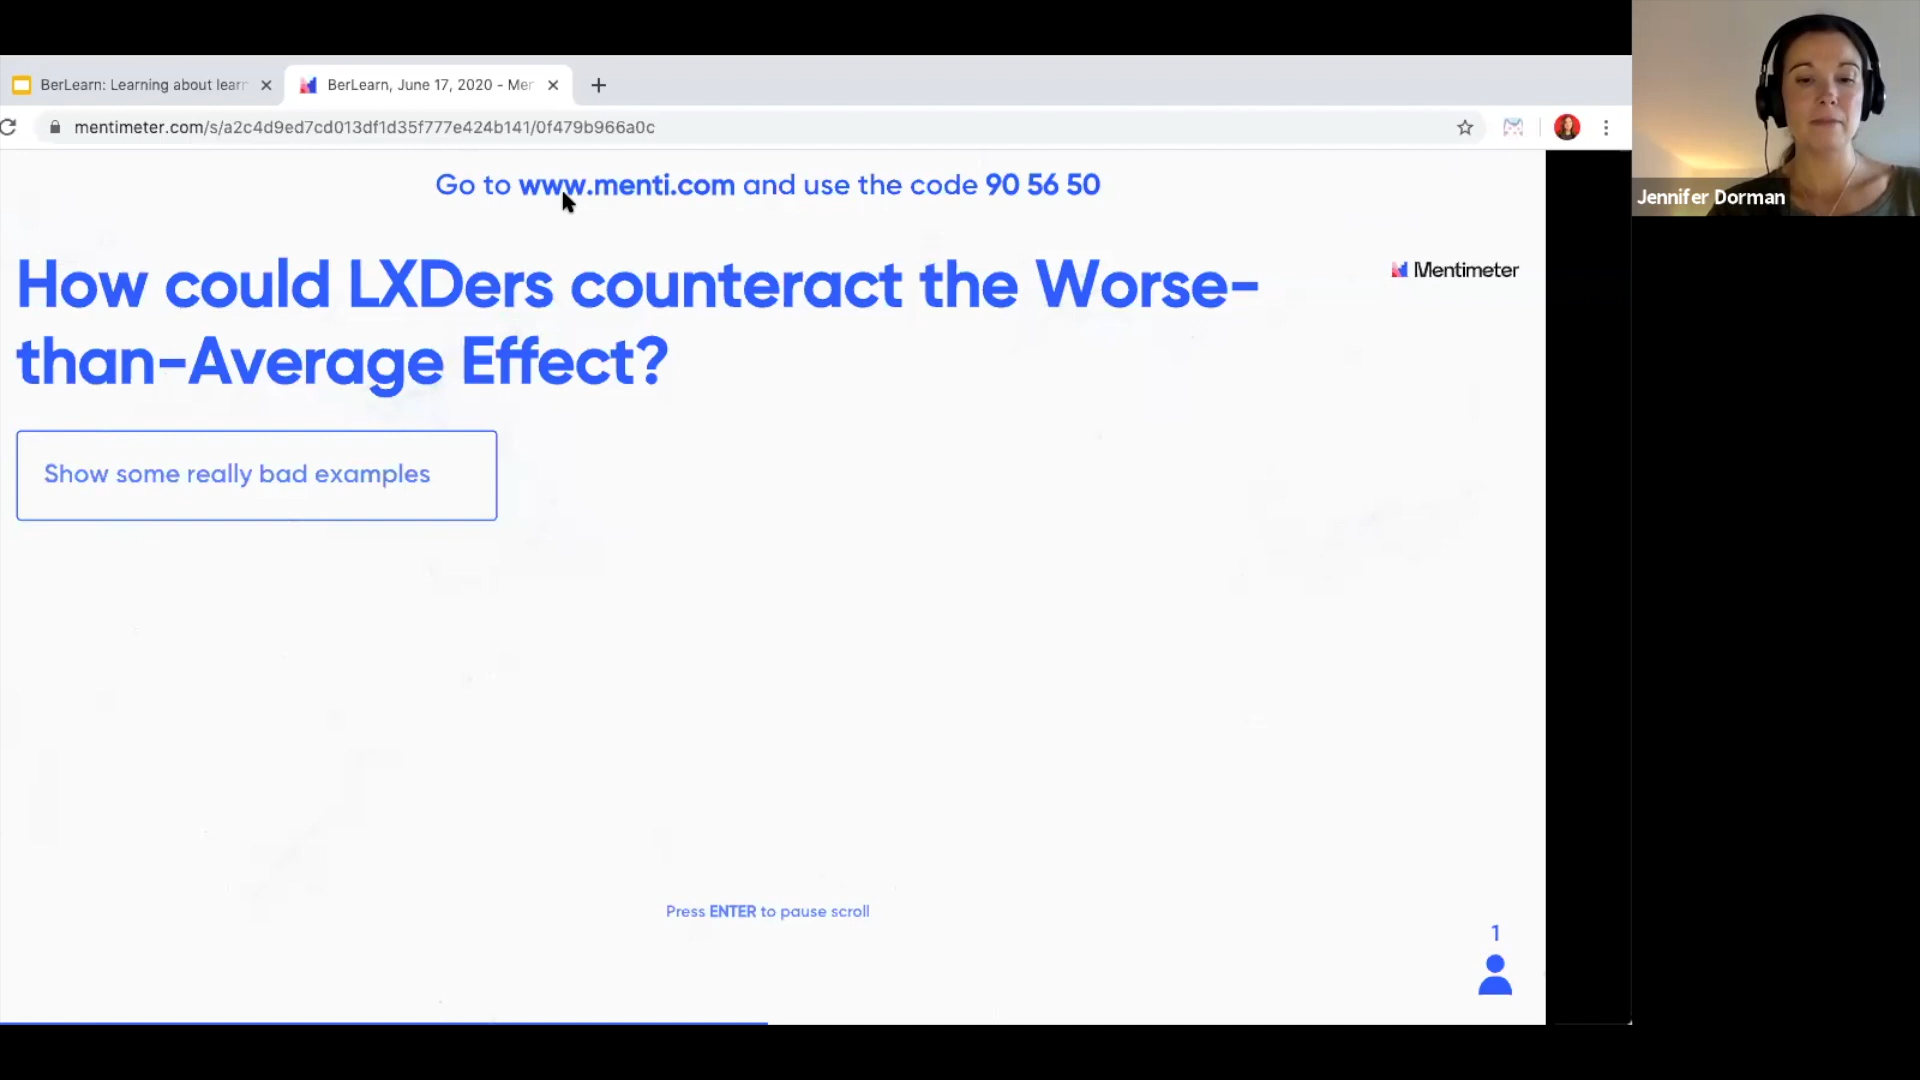 BerLearn: Learning about learn
BerLearn, June 17, 2020 - Mer
mentimeter.com/s/a2c4d9ed7cd013df1d35f777e424b141/0f479b966a0c
Go to www.menti.com and use the code 90 56 50
How could LXDers counteract the Worse-
than-Average Effect?
Mentimeter
Show some really bad examples
Press ENTER to pause scroll
1
Jennifer Dorman